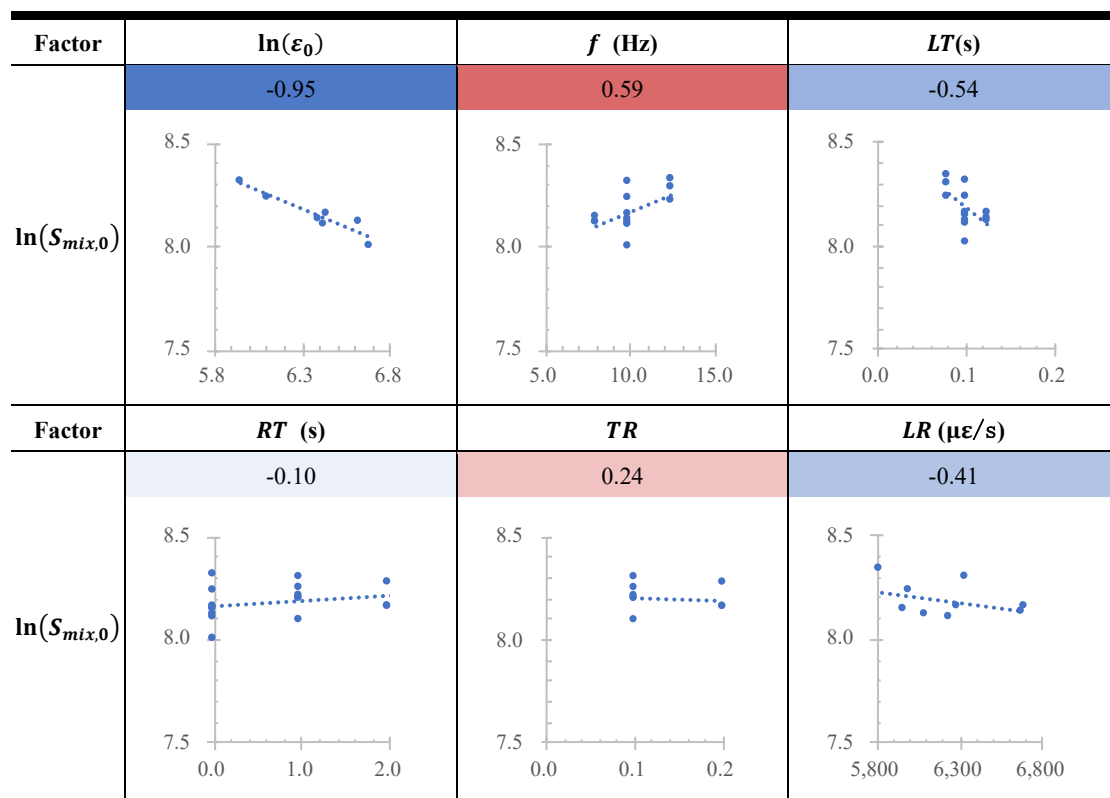 Factor ln(ε₀) f (Hz) LT(s)
-0.95 0.59 -0.54
ln(S_mix,0)
8.5 8.5 8.5
8.0 8.0 8.0
7.5 7.5 7.5
5.8 6.3 6.8 5.0 10.0 15.0 0.0 0.1 0.2
Factor RT (s) TR LR (με/s)
-0.10 0.24 -0.41
ln(S_mix,0)
8.5 8.5 8.5
8.0 8.0 8.0
7.5 7.5 7.5
0.0 1.0 2.0 0.0 0.1 0.2 5,800 6,300 6,800